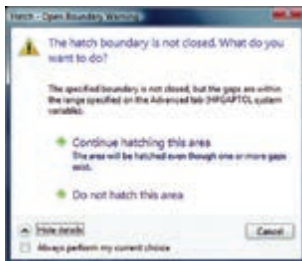 Hatch - Open Boundary Warning
The hatch boundary is not closed. What do you
want to do?
The specified boundary is not closed, but the gaps are within
the range specified on the Advanced tab (HPGAPTOL system
variable).
Continue hatching this area
The area will be hatched even though one or more gaps
exist.
Do not hatch this area
Hide details
Cancel
Always perform my current choice